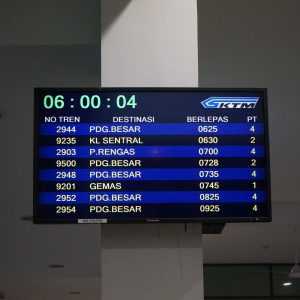 06 : 00 : 04
KTM
NO TREN DESTINASI BERLEPAS PT
2944 PDG.BESAR 0625 4
9235 KL SENTRAL 0630 2
2903 P.RENGAS 0700 4
9500 PDG.BESAR 0728 2
2948 PDG.BESAR 0735 4
9201 GEMAS 0745 1
2952 PDG.BESAR 0825 4
2954 PDG.BESAR 0925 4